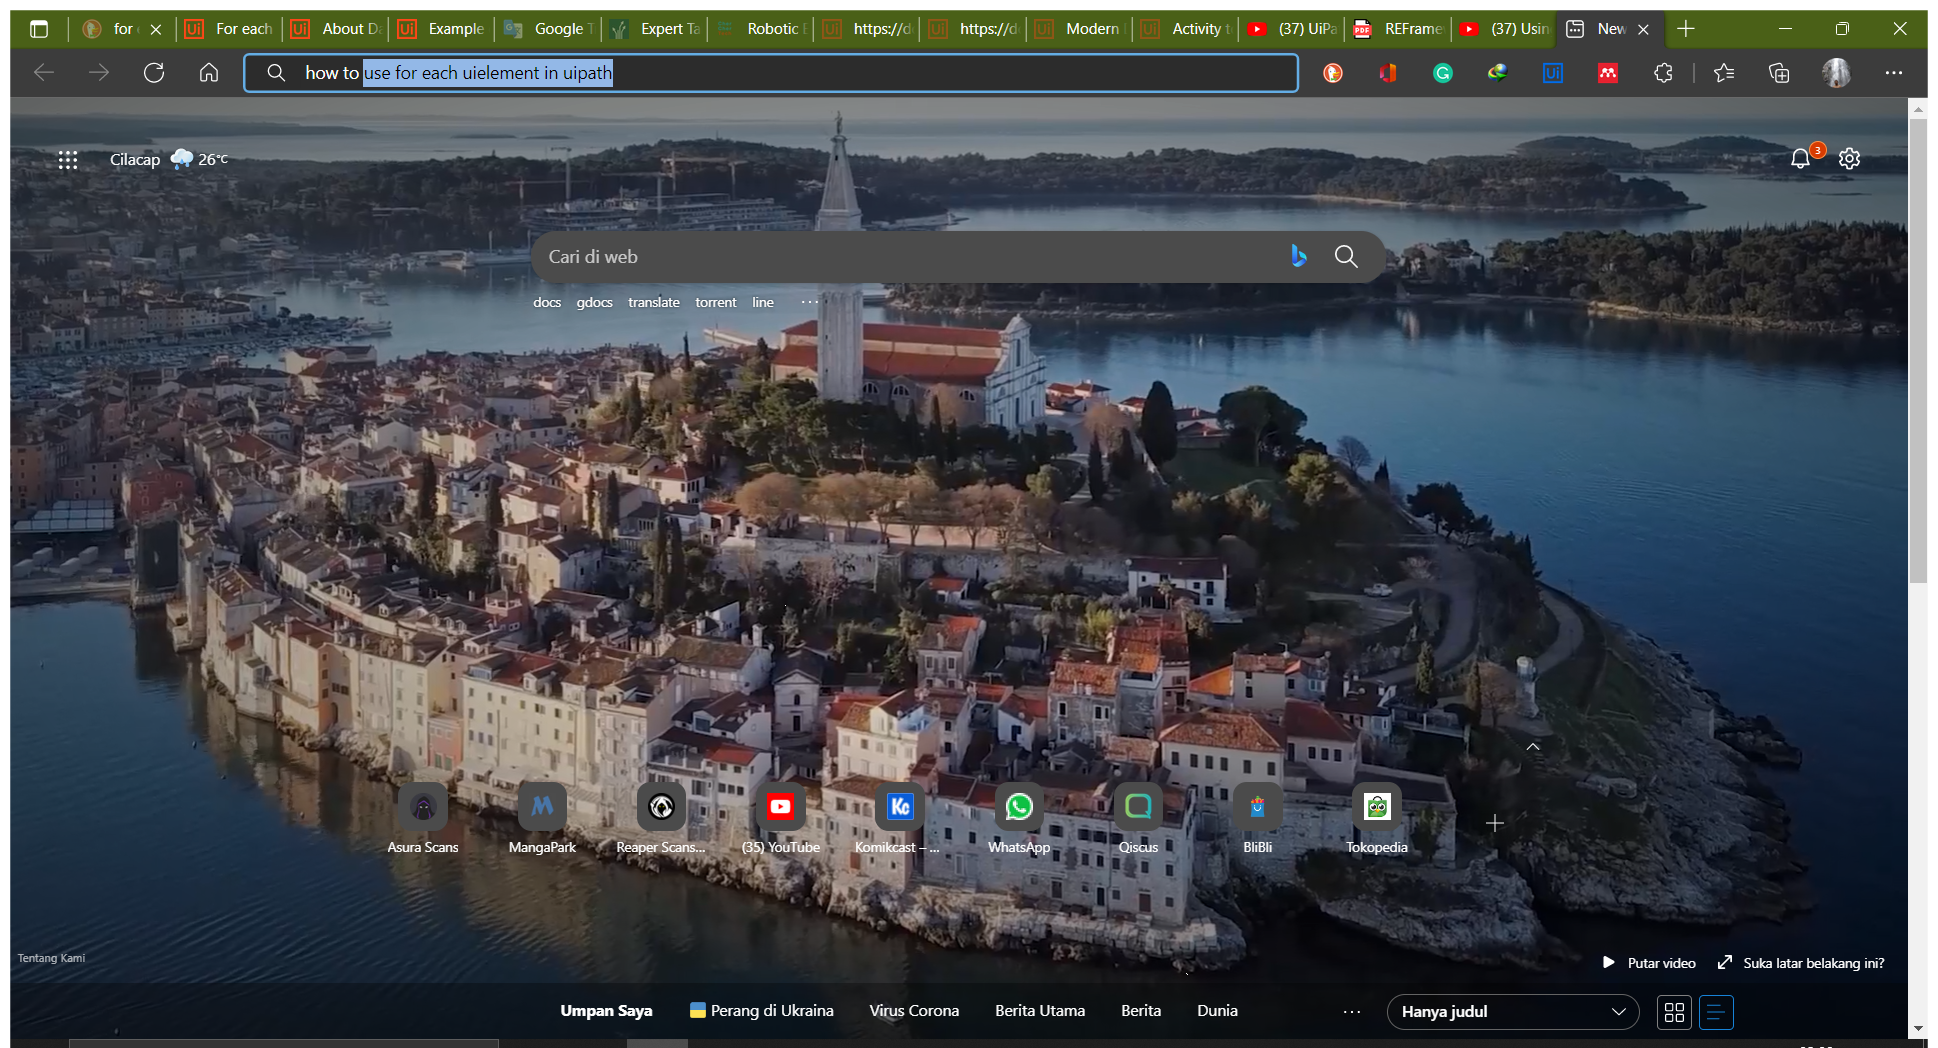 for
For each
About D
Example
Google T
Expert Ta
Robotic
https://d
https://d
Modern
Activity t
(37) UiPa
REFrame
(37) Usin
New
how to use for each uielement in uipath
Cilacap 26°C
3
Cari di web
docs gdocs translate torrent line ...
Asura Scans
MangaPark
Reaper Scans...
(35) YouTube
Kc
Komikcast – ...
WhatsApp
Qiscus
BliBli
Tokopedia
Tentang Kami
Putar video
Suka latar belakang ini?
Umpan Saya Perang di Ukraina Virus Corona Berita Utama Berita Dunia ... Hanya judul